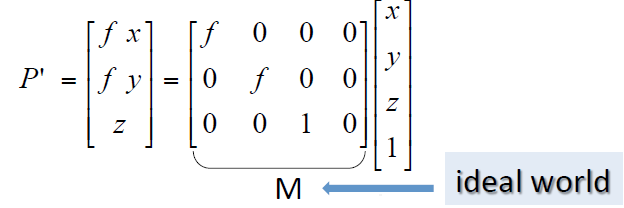 P' = [f x; f y; z] = [f 0 0 0; 0 f 0 0; 0 0 1 0] [x; y; z; 1]
M
ideal world